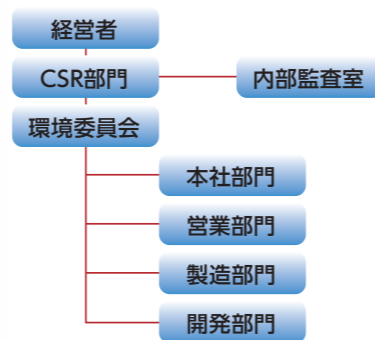 経営者
CSR部門
内部監査室
環境委員会
本社部門
営業部門
製造部門
開発部門